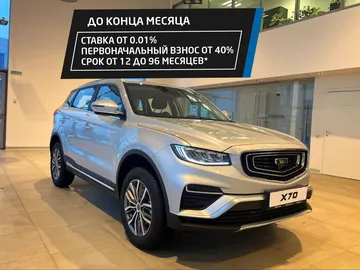 ДО КОНЦА МЕСЯЦА
СТАВКА ОТ 0.01%
ПЕРВОНАЧАЛЬНЫЙ ВЗНОС ОТ 40%
СРОК ОТ 12 ДО 96 МЕСЯЦЕВ*
X70